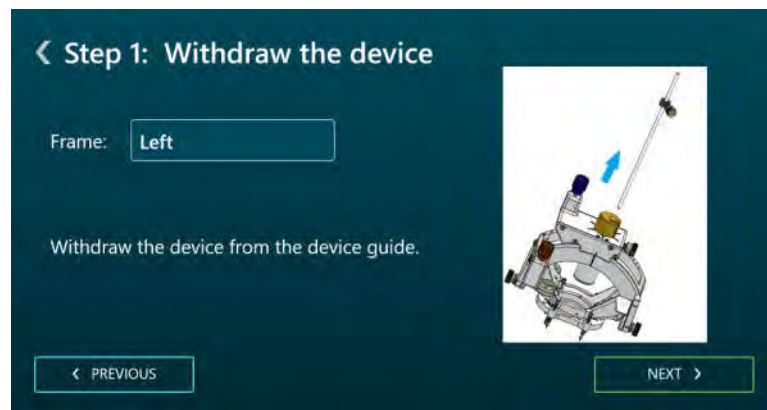 Step 1: Withdraw the device
Frame: Left
Withdraw the device from the device guide.
PREVIOUS
NEXT